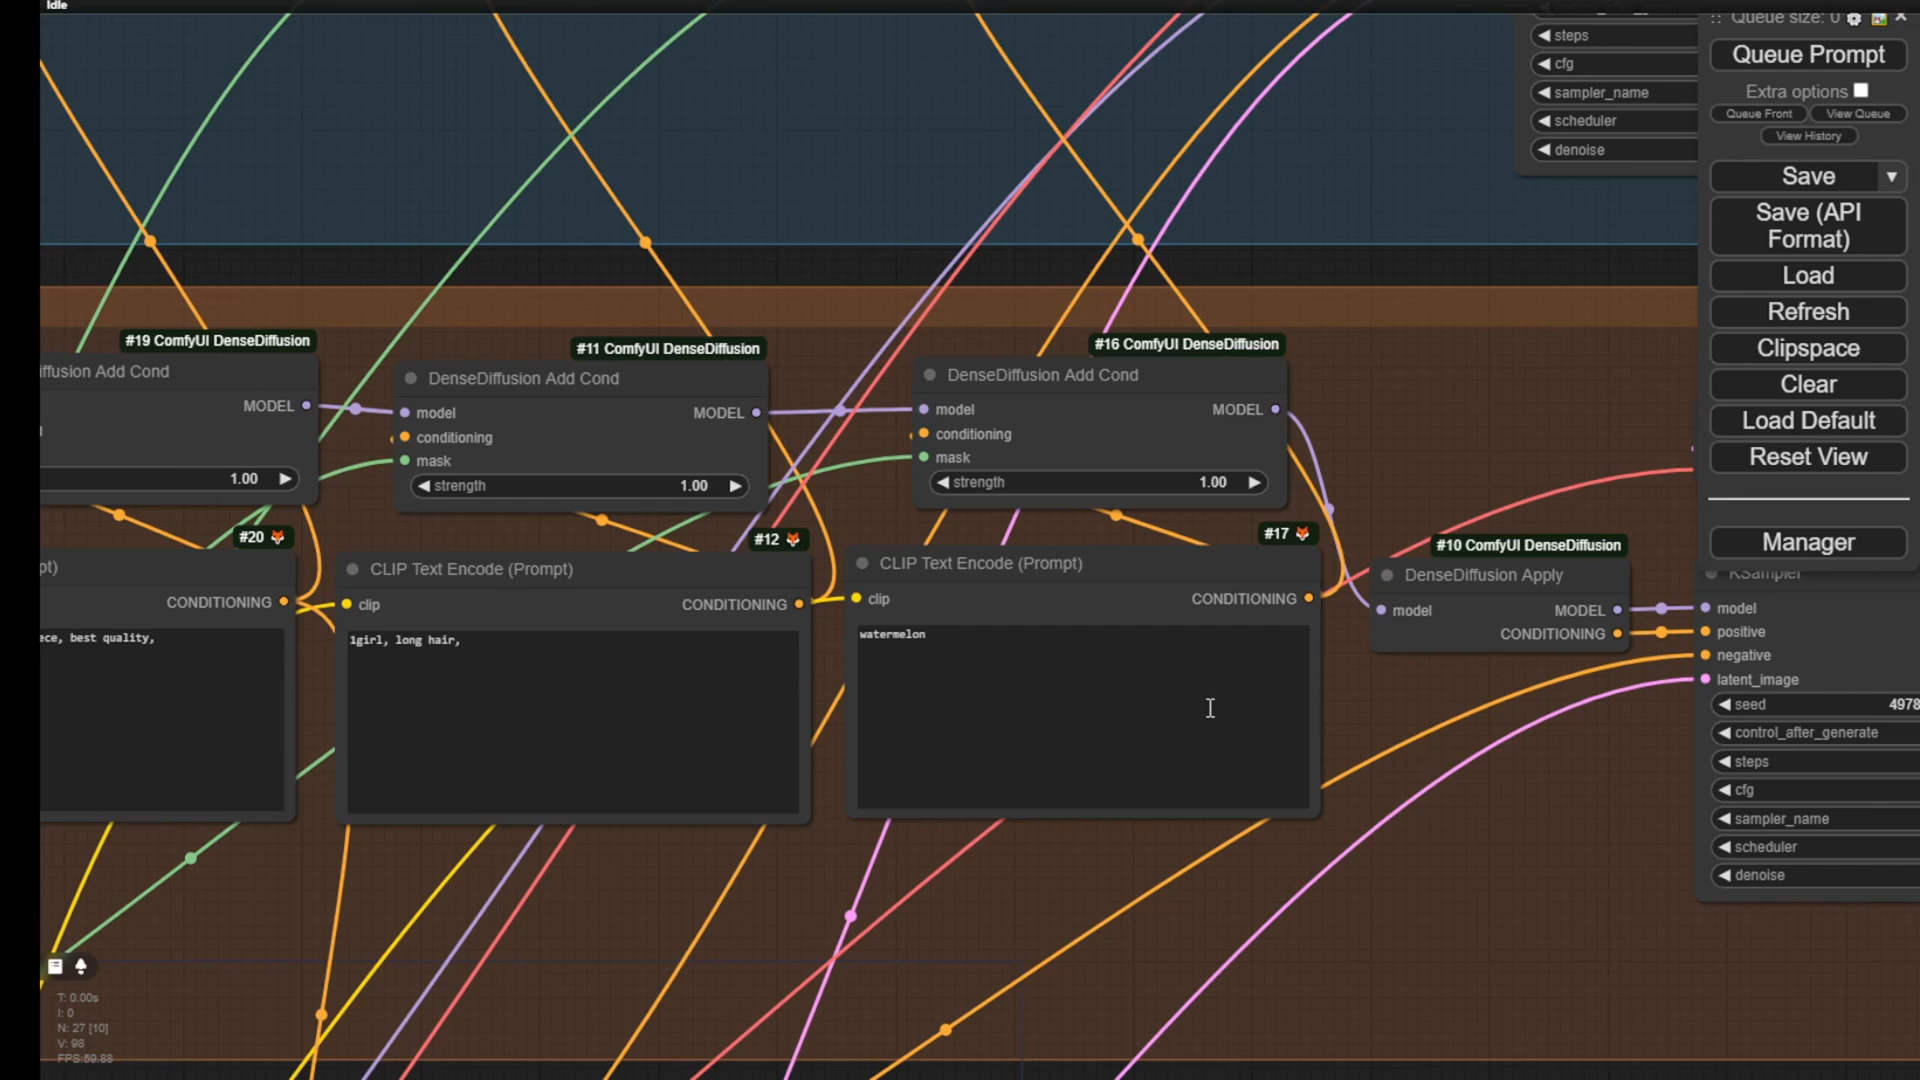 Idle
steps
cfg
sampler_name
scheduler
denoise
Queue size: 0
Queue Prompt
Extra options
Queue Front
View Queue
View History
Save
Save (API
Format)
Load
Refresh
Clipspace
Clear
Load Default
Reset View
Manager
#19 ComfyUI DenseDiffusion
iffusion Add Cond
MODEL
1.00
#11 ComfyUI DenseDiffusion
DenseDiffusion Add Cond
model
MODEL
conditioning
mask
strength
1.00
#16 ComfyUI DenseDiffusion
DenseDiffusion Add Cond
model
MODEL
conditioning
mask
strength
1.00
#20
pt)
CONDITIONING
ece, best quality,
#12
CLIP Text Encode (Prompt)
clip
CONDITIONING
1girl, long hair,
#17
CLIP Text Encode (Prompt)
clip
CONDITIONING
watermelon
#10 ComfyUI DenseDiffusion
DenseDiffusion Apply
model
MODEL
CONDITIONING
KSampler
model
positive
negative
latent_image
seed
4978
control_after_generate
steps
cfg
sampler_name
scheduler
denoise
T: 0.00s
I: 0
N: 27 [10]
V: 98
FPS:59.88